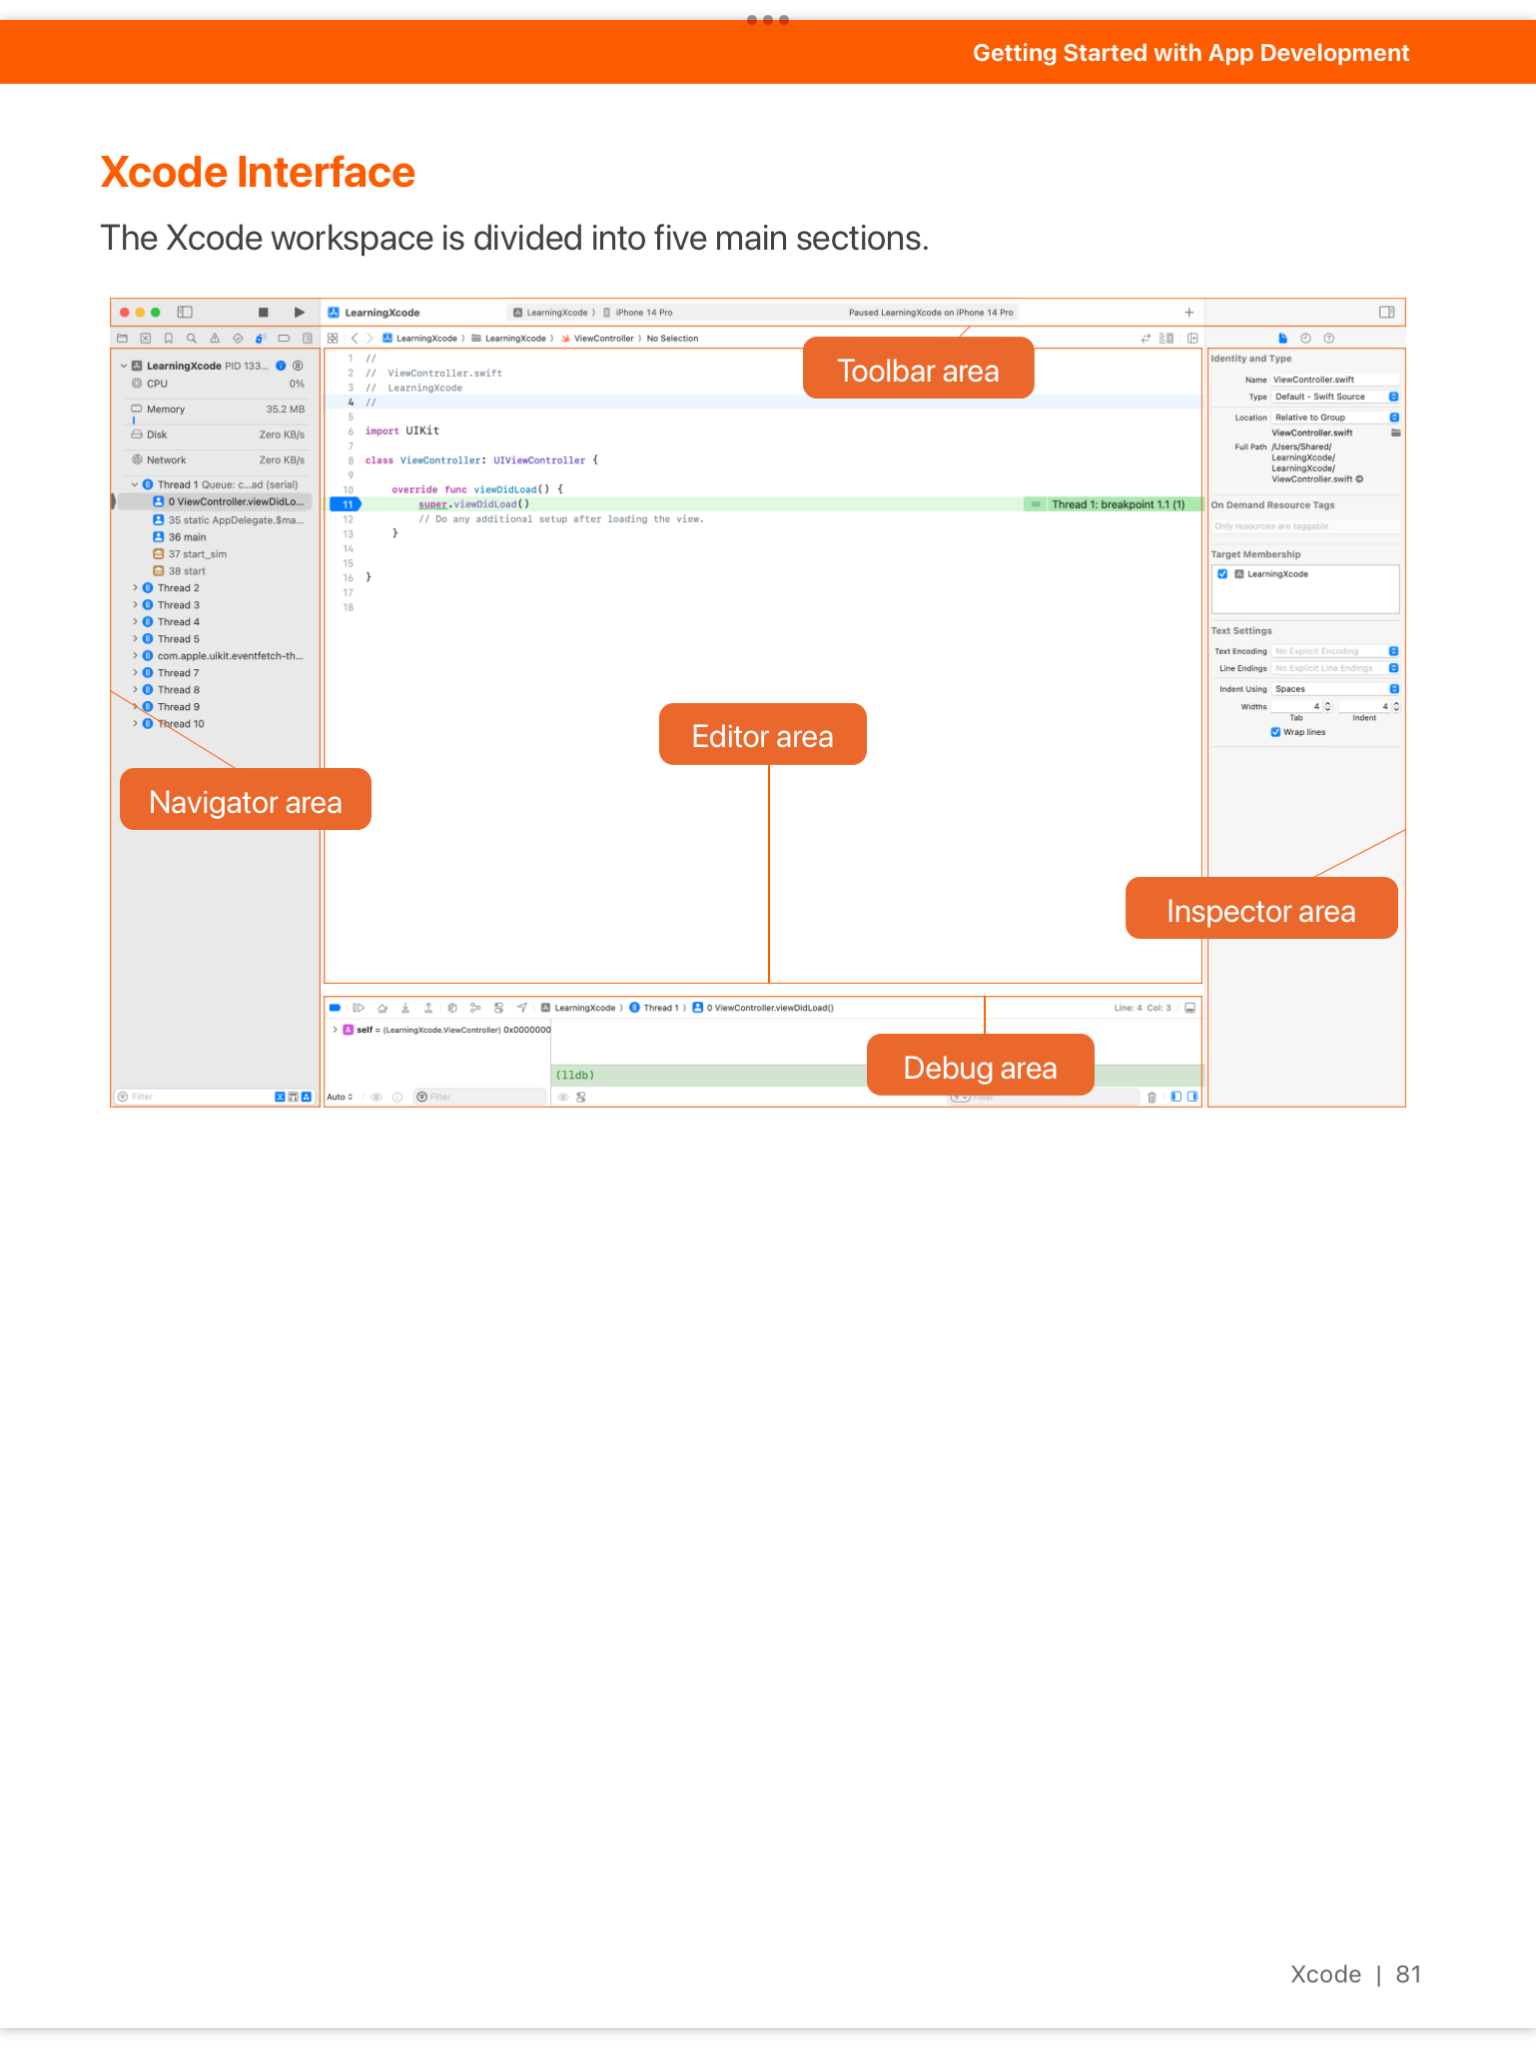 Getting Started with App Development
Xcode Interface
The Xcode workspace is divided into five main sections.
LearningXcode
LearningXcode 〉 iPhone 14 Pro
Paused LearningXcode on iPhone 14 Pro
+
LearningXcode 〉 LearningXcode 〉 ViewController 〉 No Selection
Toolbar area
LearningXcode PID 133...
CPU 0%
Memory 35.2 MB
Disk Zero KB/s
Network Zero KB/s
Thread 1 Queue: c...ad (serial)
0 ViewController.viewDidLo...
35 static AppDelegate.$ma...
36 main
37 start_sim
38 start
Thread 2
Thread 3
Thread 4
Thread 5
com.apple.uikit.eventfetch-th...
Thread 7
Thread 8
Thread 9
Thread 10
Navigator area
Filter
1 //
2 // ViewController.swift
3 // LearningXcode
4 //
5
6 import UIKit
7
8 class ViewController: UIViewController {
9
10 override func viewDidLoad() {
11 super.viewDidLoad()
Thread 1: breakpoint 1.1 (1)
12 // Do any additional setup after loading the view.
13 }
14
15
16 }
17
18
Editor area
LearningXcode 〉 Thread 1 〉 0 ViewController.viewDidLoad()
Line: 4 Col: 3
self = (LearningXcode.ViewController) 0x0000000
(lldb)
Debug area
Auto
Filter
Filter
Identity and Type
Name ViewController.swift
Type Default - Swift Source
Location Relative to Group
ViewController.swift
Full Path /Users/Shared/
LearningXcode/
LearningXcode/
ViewController.swift
On Demand Resource Tags
Only resources are taggable
Target Membership
LearningXcode
Text Settings
Text Encoding No Explicit Encoding
Line Endings No Explicit Line Endings
Indent Using Spaces
Widths 4 4
Tab Indent
Wrap lines
Inspector area
Xcode | 81